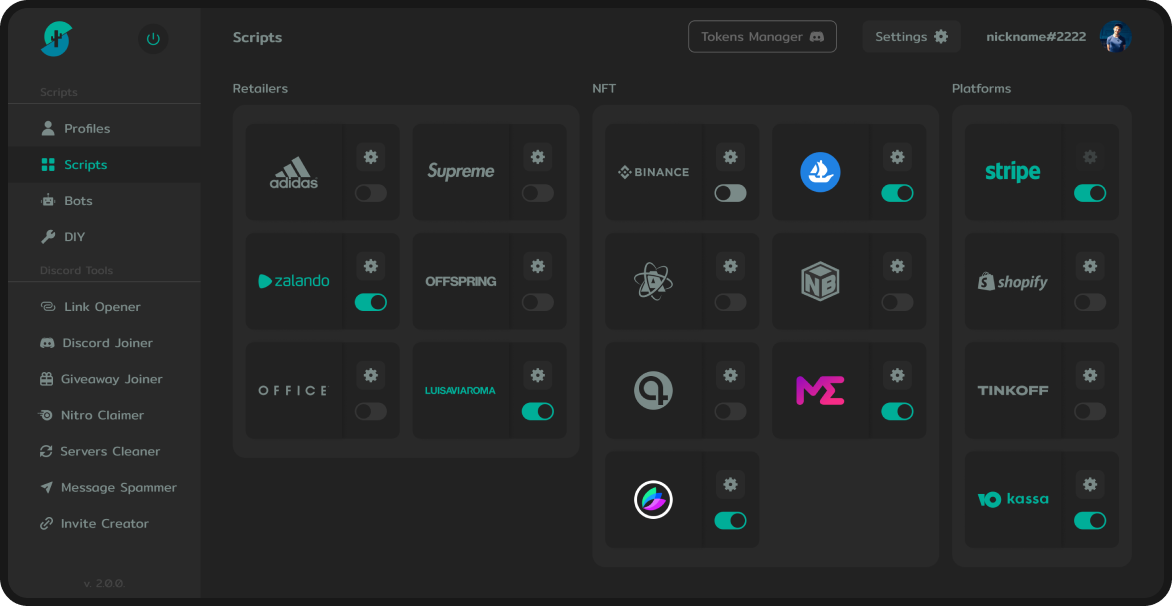 Scripts
Tokens Manager
Settings
nickname#2222
Scripts
Profiles
Scripts
Bots
DIY
Discord Tools
Link Opener
Discord Joiner
Giveaway Joiner
Nitro Claimer
Servers Cleaner
Message Spammer
Invite Creator
v. 2.0.0.
Retailers
adidas
Supreme
zalando
OFFSPRING
OFFICE
LUISAVIAROMA
NFT
BINANCE
NB
ME
Platforms
stripe
shopify
TINKOFF
kassa